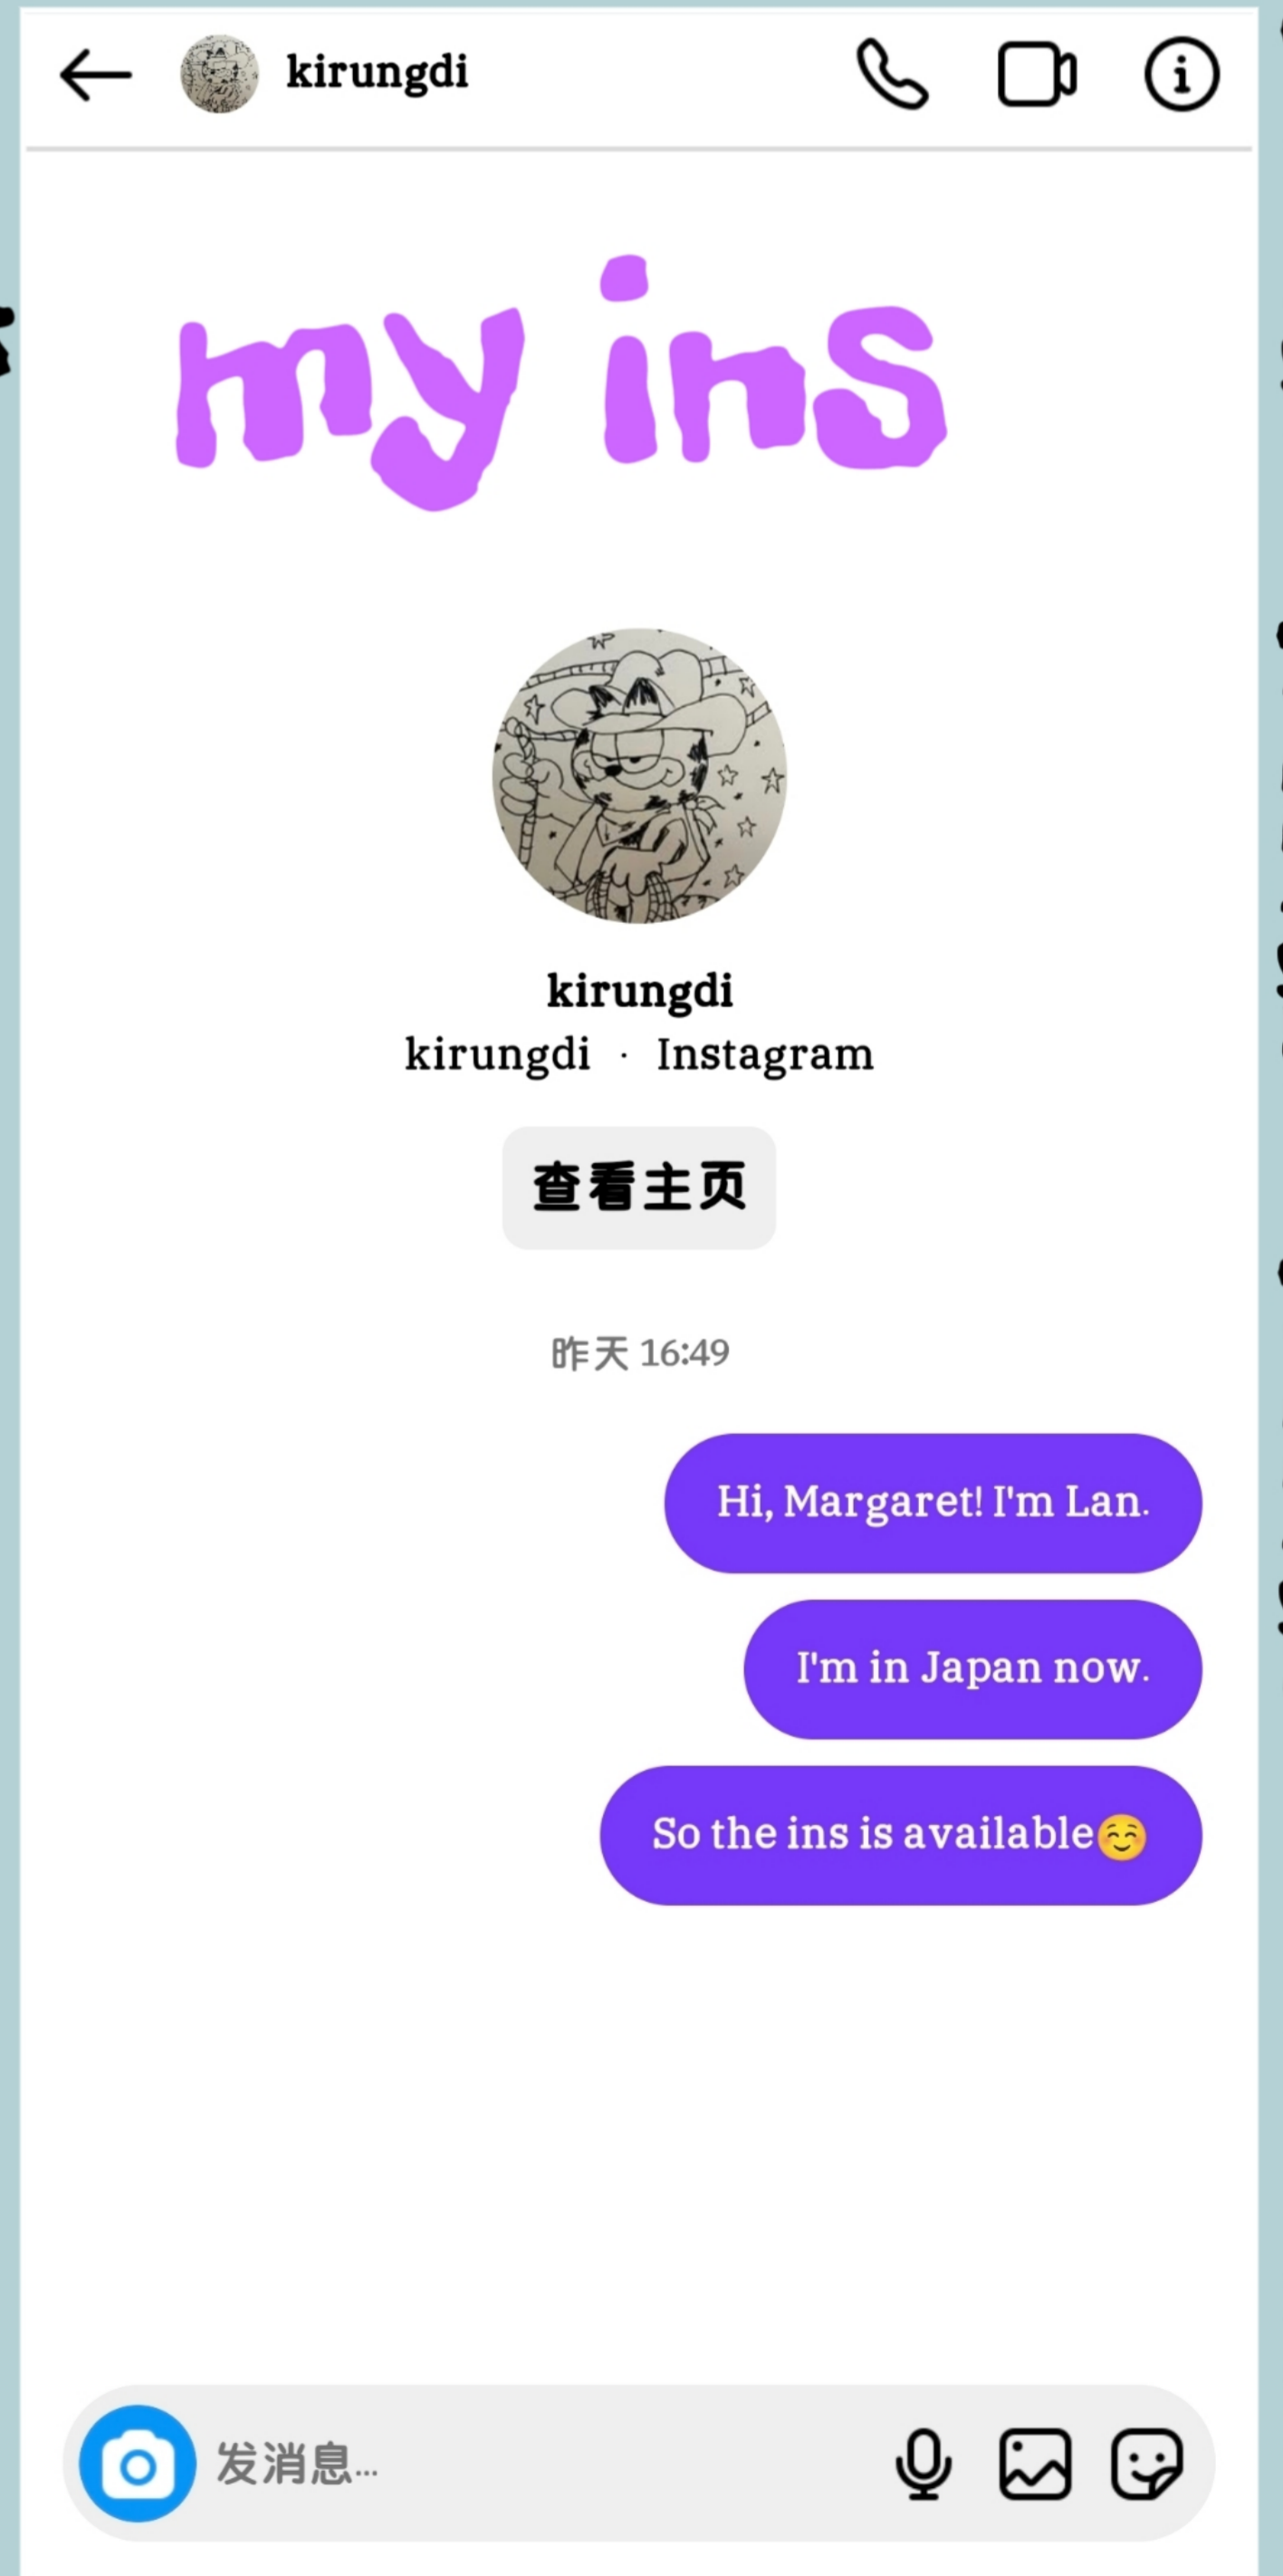 kirungdi
my ins
kirungdi
kirungdi · Instagram
查看主页
昨天 16:49
Hi, Margaret! I'm Lan.
I'm in Japan now.
So the ins is available☺️
发消息...